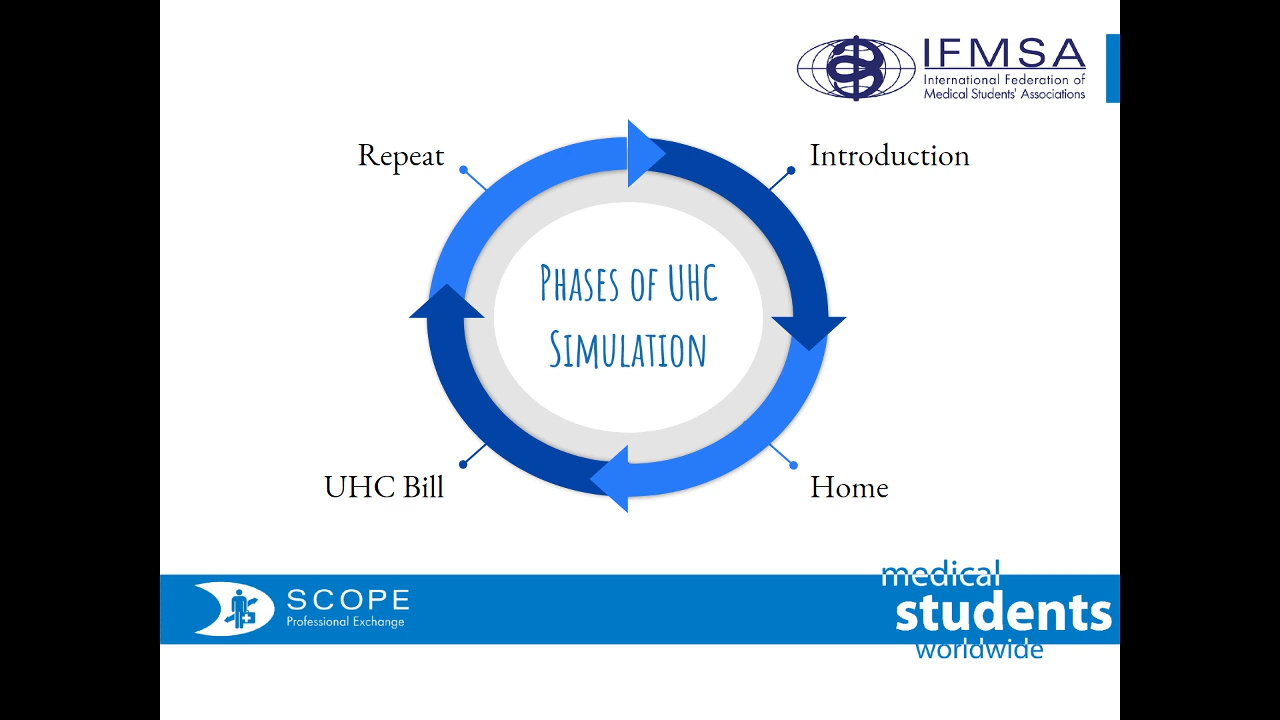 IFMSA
International Federation of
Medical Students' Associations
Repeat
Introduction
PHASES OF UHC
SIMULATION
UHC Bill
Home
SCOPE
Professional Exchange
medical
students
worldwide